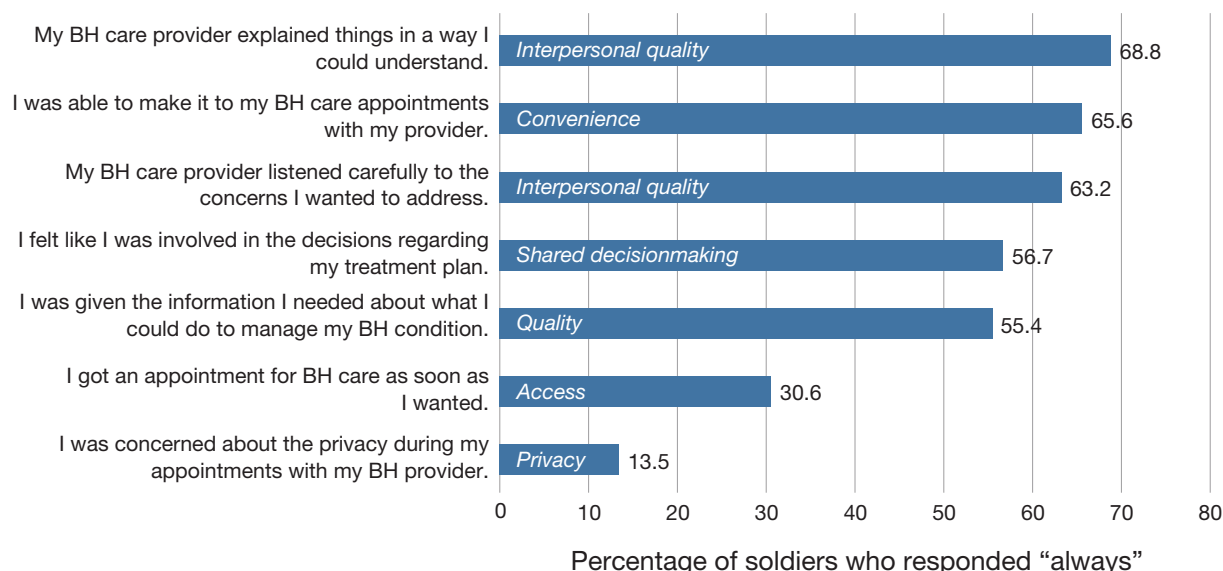 My BH care provider explained things in a way I
could understand.
Interpersonal quality
68.8
I was able to make it to my BH care appointments
with my provider.
Convenience
65.6
My BH care provider listened carefully to the
concerns I wanted to address.
Interpersonal quality
63.2
I felt like I was involved in the decisions regarding
my treatment plan.
Shared decisionmaking
56.7
I was given the information I needed about what I
could do to manage my BH condition.
Quality
55.4
I got an appointment for BH care as soon as
I wanted.
Access
30.6
I was concerned about the privacy during my
appointments with my BH provider.
Privacy
13.5
0 10 20 30 40 50 60 70 80
Percentage of soldiers who responded “always”